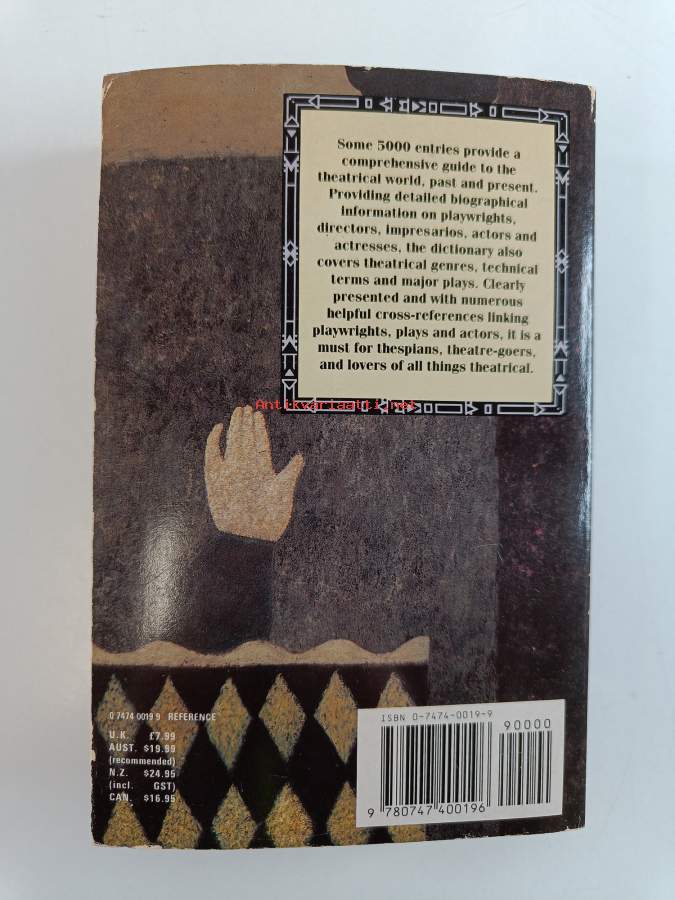 Some 5000 entries provide a
comprehensive guide to the
theatrical world, past and present.
Providing detailed biographical
information on playwrights,
directors, impresarios, actors and
actresses, the dictionary also
covers theatrical genres, technical
terms and major plays. Clearly
presented and with numerous
helpful cross-references linking
playwrights, plays and actors, it is a
must for thespians, theatre-goers,
and lovers of all things theatrical.
Antikvariaatti.net
0 7474 0019 9 REFERENCE
U.K. £7.99
AUST. $19.99
(recommended)
N.Z. $24.95
(incl. GST)
CAN. $16.95
ISBN 0-7474-0019-9
90000
9 780747 400196